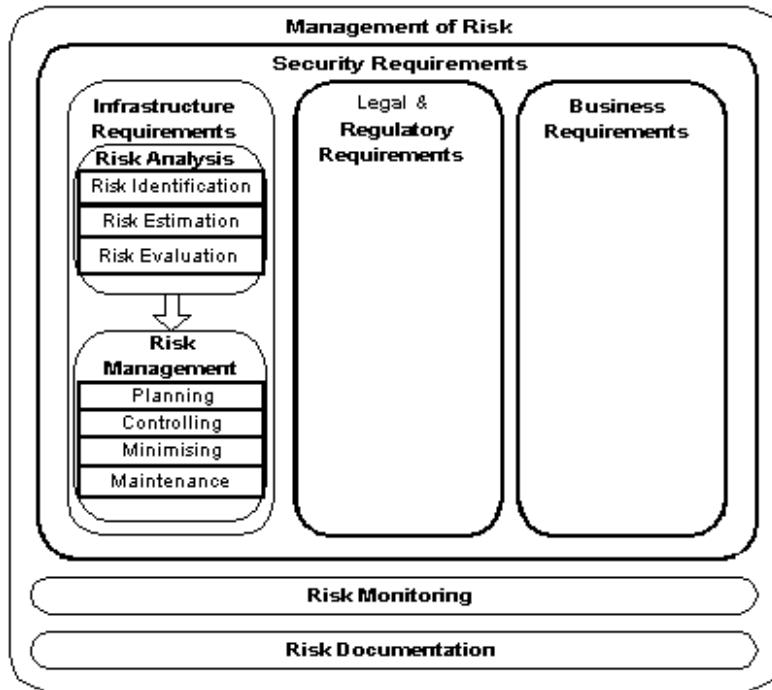 Management of Risk
Security Requirements
Infrastructure
Requirements
Risk Analysis
Risk Identification
Risk Estimation
Risk Evaluation
Risk
Management
Planning
Controlling
Minimising
Maintenance
Legal &
Regulatory
Requirements
Business
Requirements
Risk Monitoring
Risk Documentation